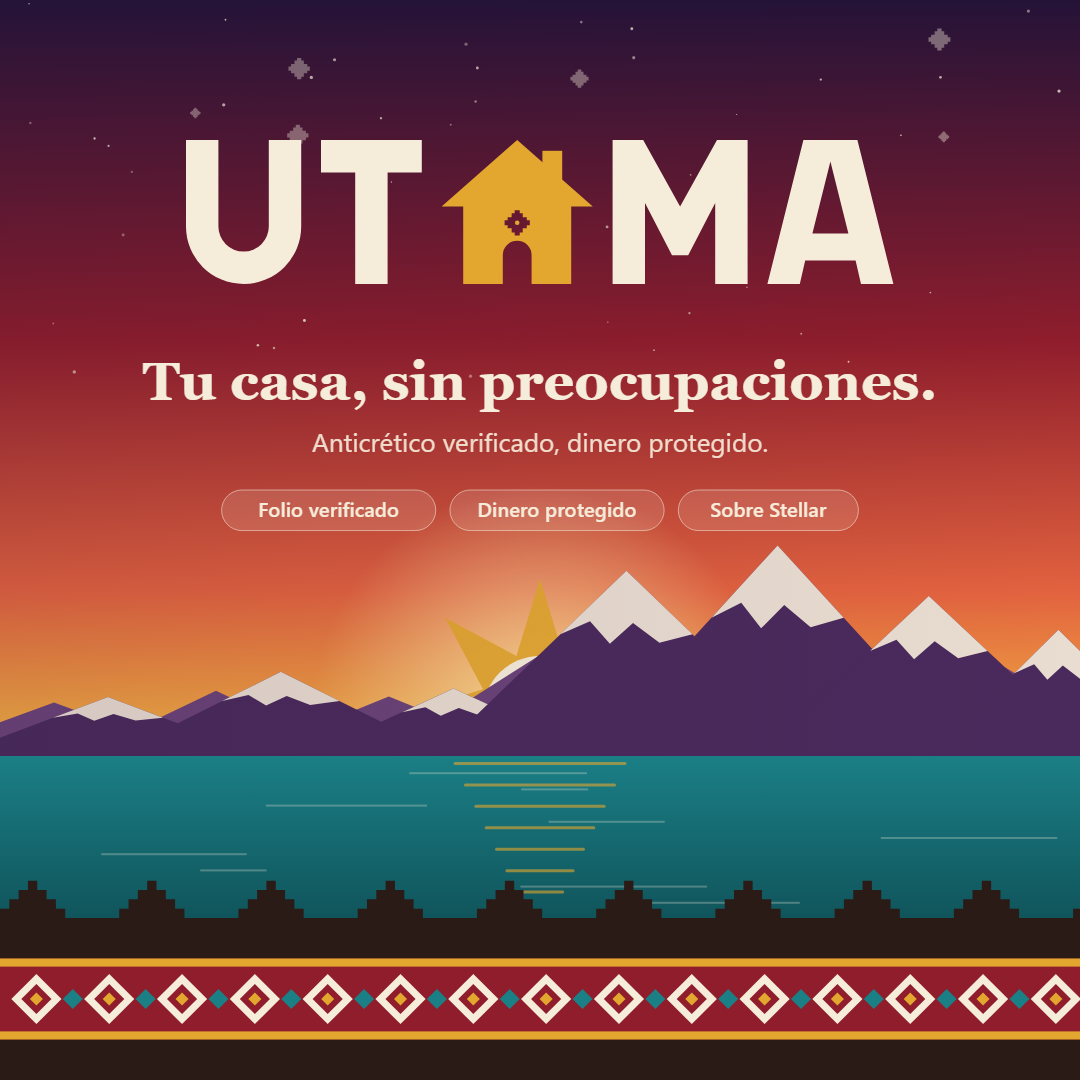 UTAMA
Tu casa, sin preocupaciones.
Anticrético verificado, dinero protegido.
Folio verificado
Dinero protegido
Sobre Stellar